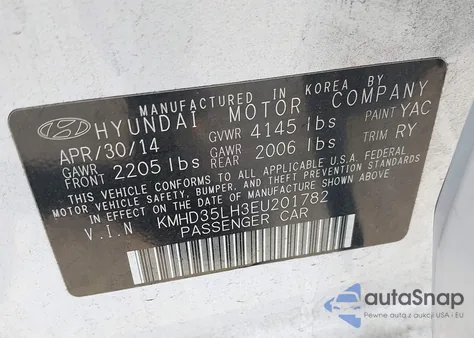 MANUFACTURED IN KOREA BY
HYUNDAI MOTOR COMPANY
APR/30/14 GVWR 4145 lbs PAINT YAC
GAWR FRONT 2205 lbs GAWR REAR 2006 lbs TRIM RY
THIS VEHICLE CONFORMS TO ALL APPLICABLE U.S.A. FEDERAL
MOTOR VEHICLE SAFETY, BUMPER, AND THEFT PREVENTION STANDARDS
IN EFFECT ON THE DATE OF MANUFACTURE SHOWN ABOVE.
V.I.N KMHD35LH3EU201782
PASSENGER CAR
autoSnap
Pewne auta z aukcji USA i EU